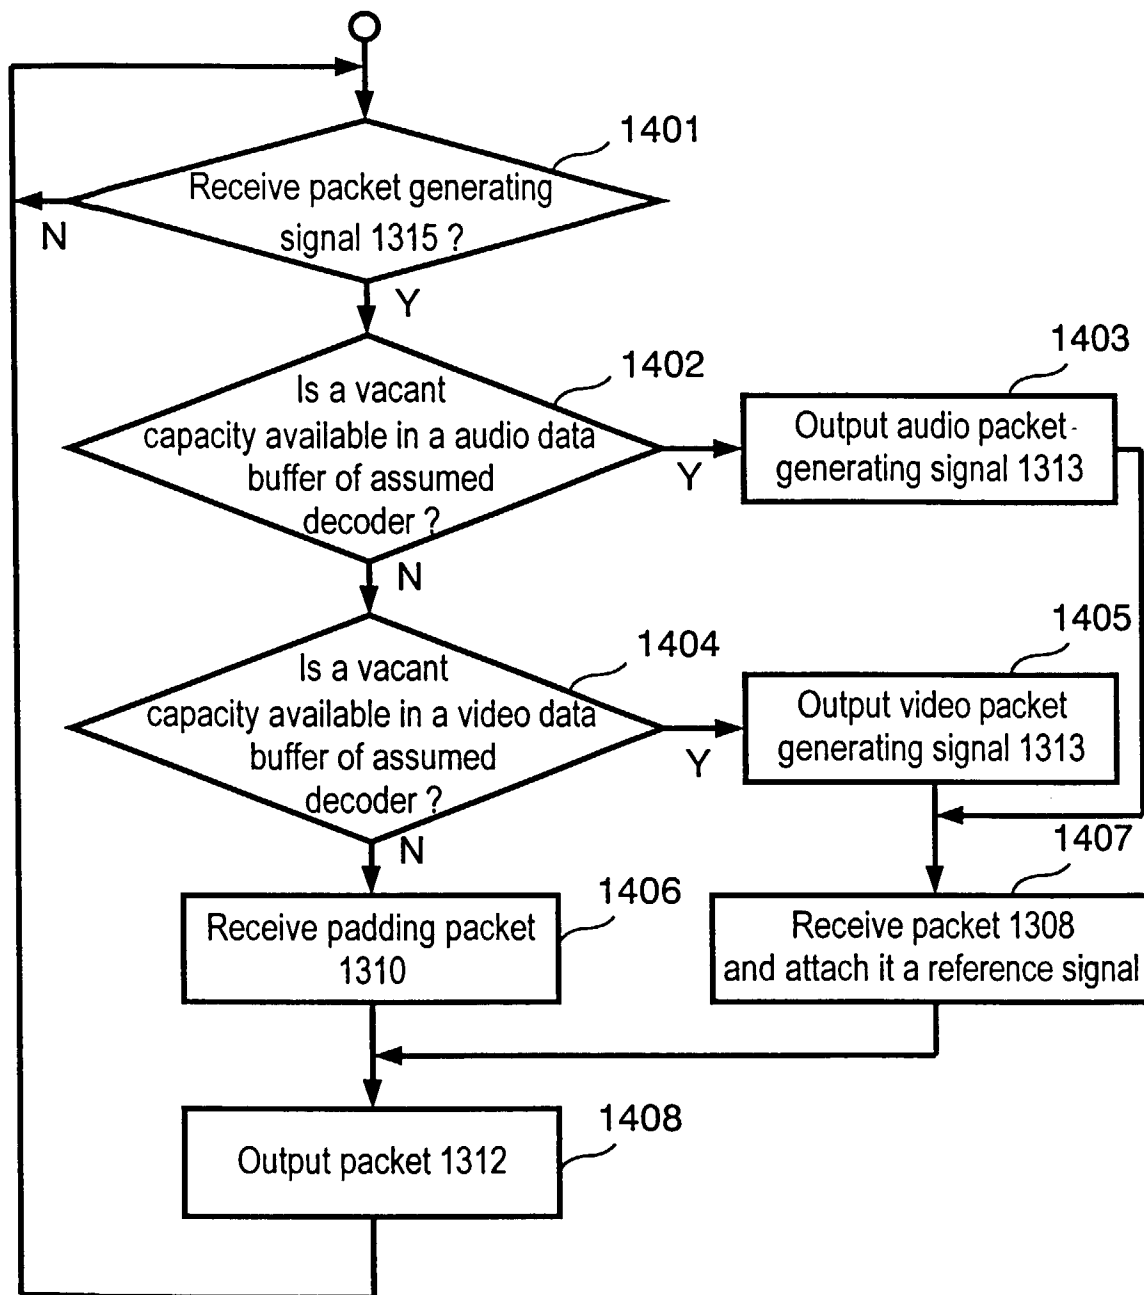 1401
Receive packet generating
signal 1315 ?
N
Y
1402
Is a vacant
capacity available in a audio data
buffer of assumed
decoder ?
Y
N
1403
Output audio packet
generating signal 1313
1404
Is a vacant
capacity available in a video data
buffer of assumed
decoder ?
Y
N
1405
Output video packet
generating signal 1313
1406
Receive padding packet
1310
1407
Receive packet 1308
and attach it a reference signal
1408
Output packet 1312